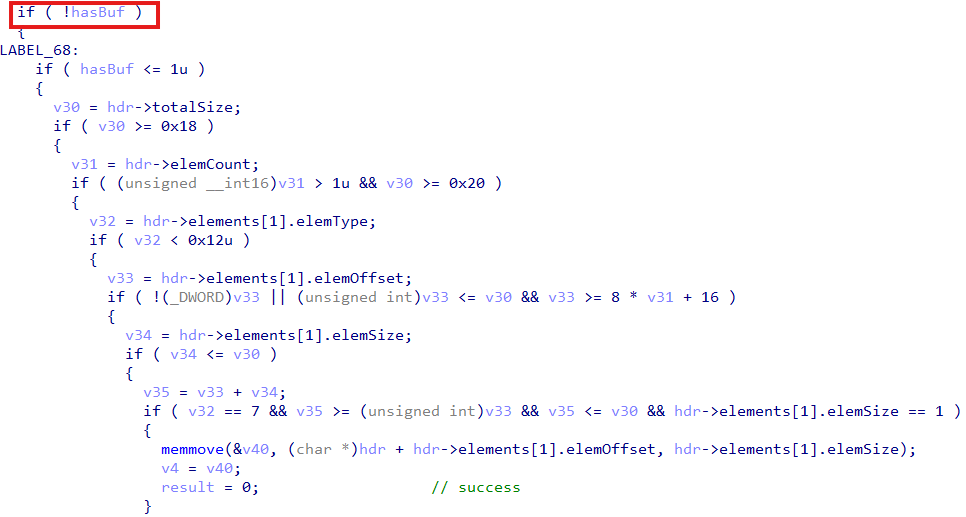 if ( !hasBuf )
{
LABEL_68:
if ( hasBuf <= 1u )
{
v30 = hdr->totalSize;
if ( v30 >= 0x18 )
{
v31 = hdr->elemCount;
if ( (unsigned __int16)v31 > 1u && v30 >= 0x20 )
{
v32 = hdr->elements[1].elemType;
if ( v32 < 0x12u )
{
v33 = hdr->elements[1].elemOffset;
if ( !(_DWORD)v33 || (unsigned int)v33 <= v30 && v33 >= 8 * v31 + 16 )
{
v34 = hdr->elements[1].elemSize;
if ( v34 <= v30 )
{
v35 = v33 + v34;
if ( v32 == 7 && v35 >= (unsigned int)v33 && v35 <= v30 && hdr->elements[1].elemSize == 1 )
{
memmove(&v40, (char *)hdr + hdr->elements[1].elemOffset, hdr->elements[1].elemSize);
v4 = v40;
result = 0; // success
}